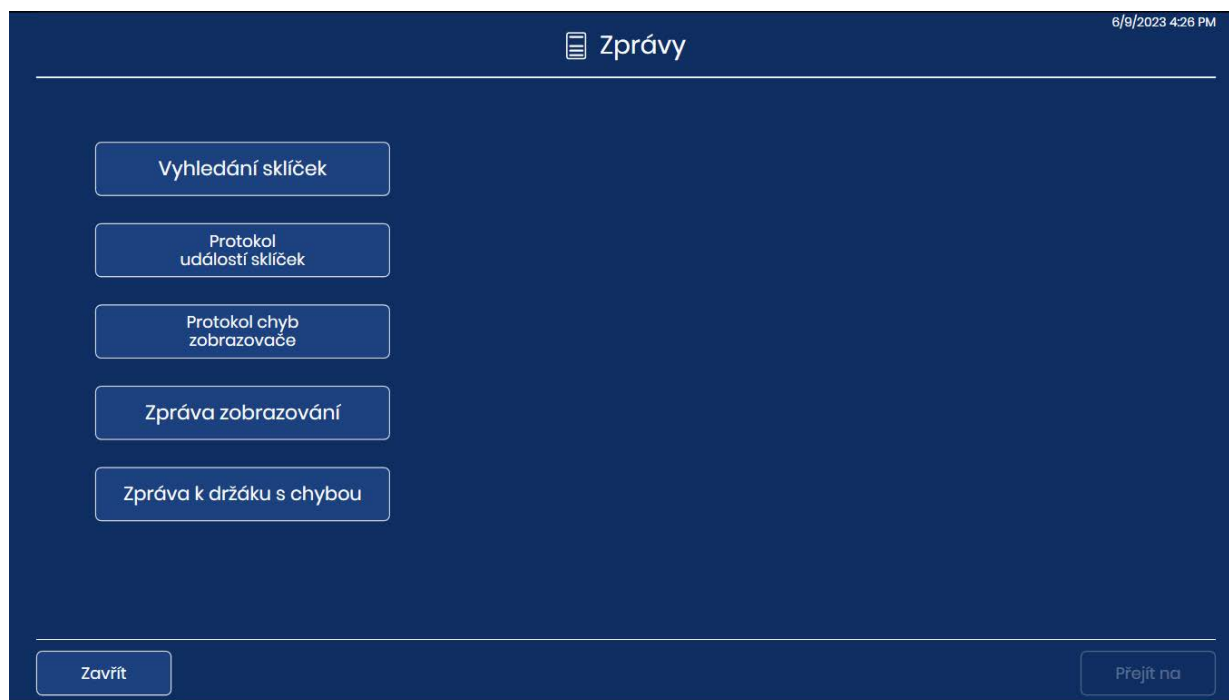 6/9/2023 4:26 PM
Zprávy
Vyhledání sklíček
Protokol
událostí sklíček
Protokol chyb
zobrazovače
Zpráva zobrazování
Zpráva k držáku s chybou
Zavřít
Přejít na